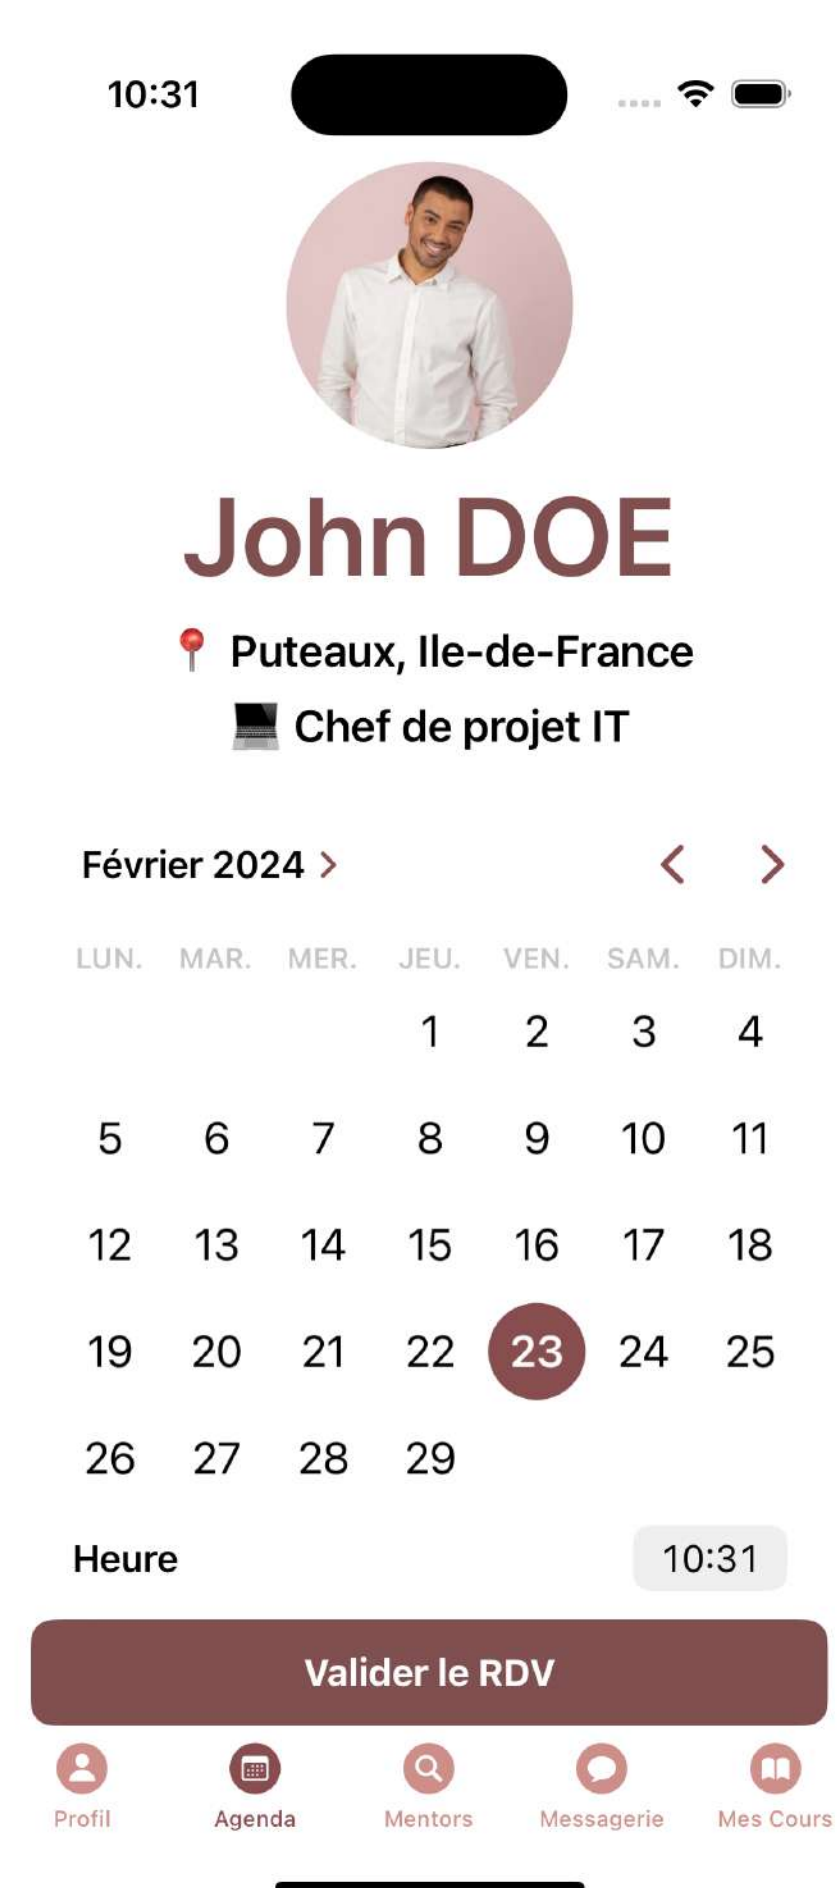 10:31
John DOE
Puteaux, Ile-de-France
Chef de projet IT
Février 2024 >
LUN. MAR. MER. JEU. VEN. SAM. DIM.
1 2 3 4
5 6 7 8 9 10 11
12 13 14 15 16 17 18
19 20 21 22 23 24 25
26 27 28 29
Heure 10:31
Valider le RDV
Profil Agenda Mentors Messagerie Mes Cours